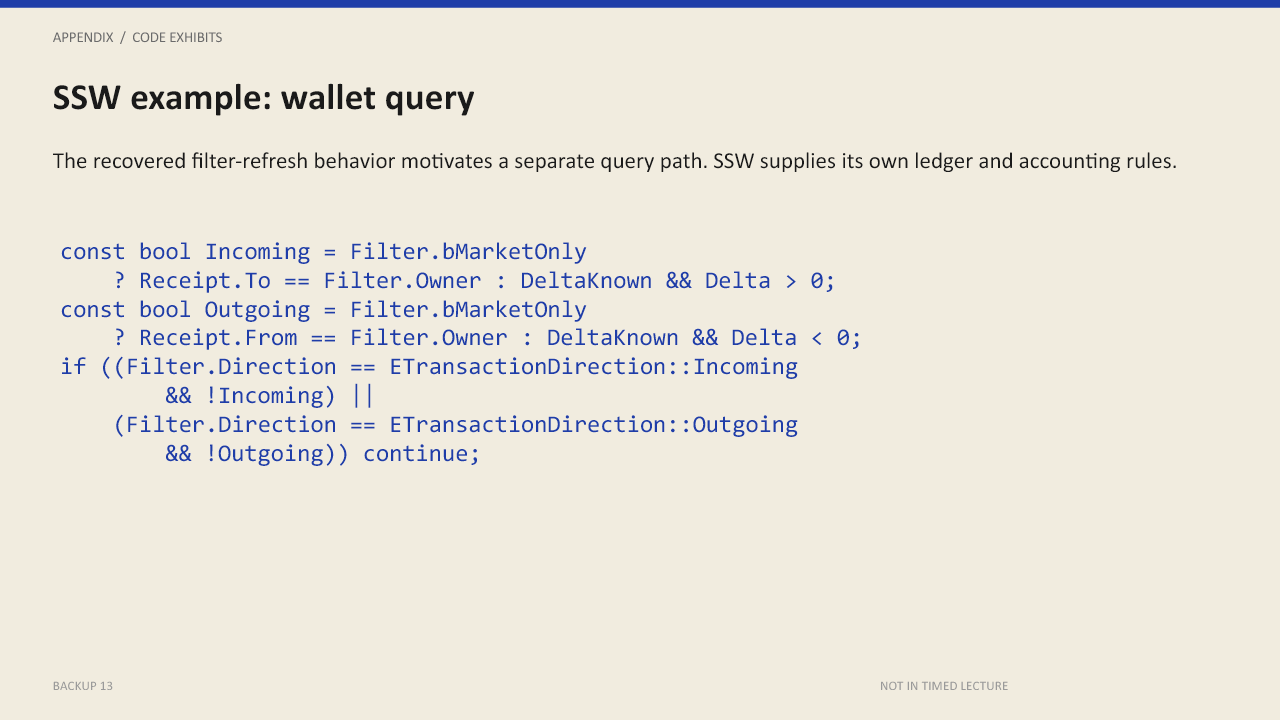 APPENDIX / CODE EXHIBITS
SSW example: wallet query
The recovered filter-refresh behavior motivates a separate query path. SSW supplies its own ledger and accounting rules.
const bool Incoming = Filter.bMarketOnly
    ? Receipt.To == Filter.Owner : DeltaKnown && Delta > 0;
const bool Outgoing = Filter.bMarketOnly
    ? Receipt.From == Filter.Owner : DeltaKnown && Delta < 0;
if ((Filter.Direction == ETransactionDirection::Incoming
        && !Incoming) ||
    (Filter.Direction == ETransactionDirection::Outgoing
        && !Outgoing)) continue;
BACKUP 13
NOT IN TIMED LECTURE